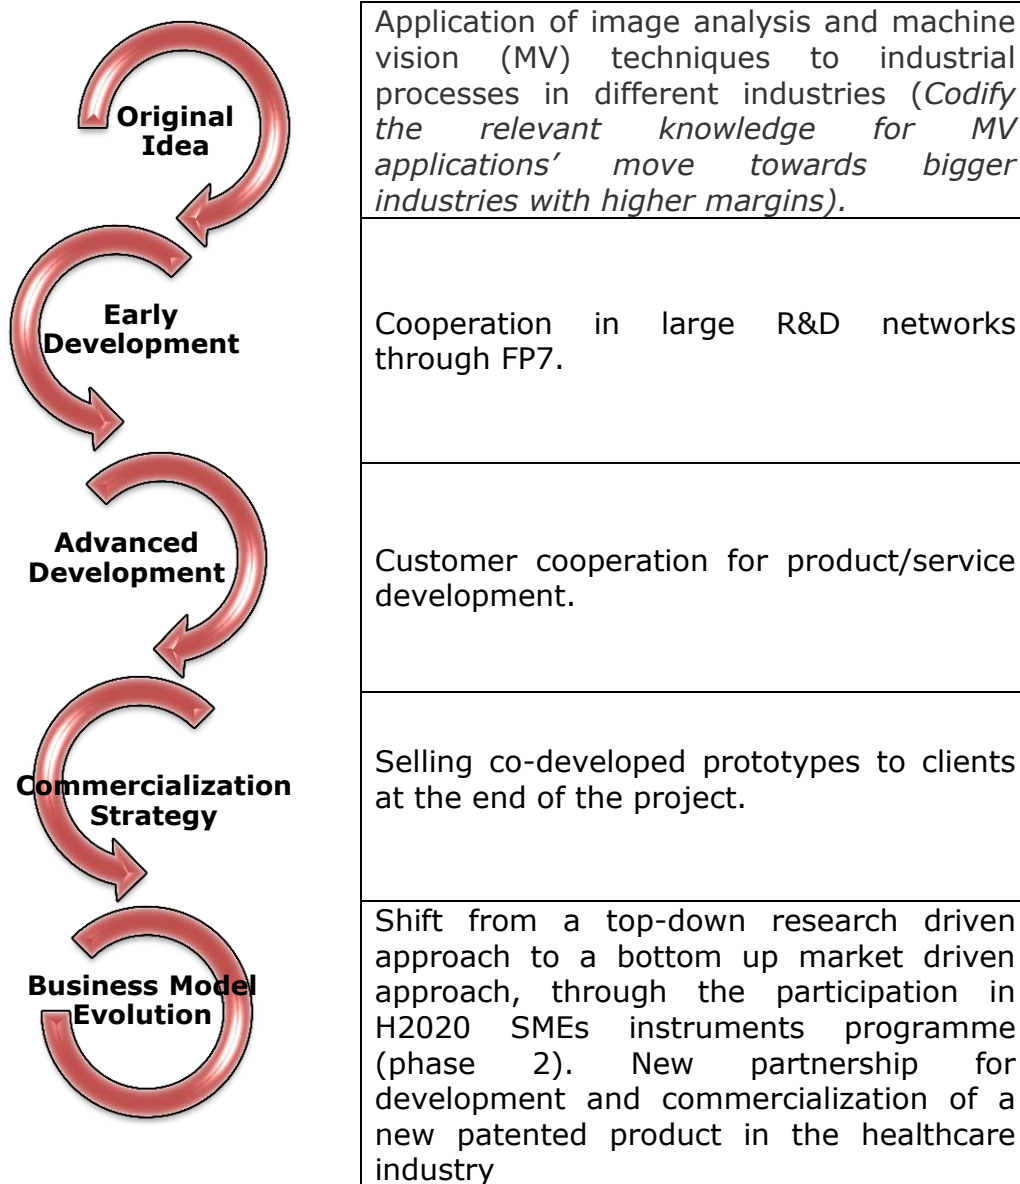 Original
Idea
Application of image analysis and machine
vision (MV) techniques to industrial
processes in different industries (Codify
the relevant knowledge for MV
applications’ move towards bigger
industries with higher margins).
Early
Development
Cooperation in large R&D networks
through FP7.
Advanced
Development
Customer cooperation for product/service
development.
Commercialization
Strategy
Selling co-developed prototypes to clients
at the end of the project.
Business Model
Evolution
Shift from a top-down research driven
approach to a bottom up market driven
approach, through the participation in
H2020 SMEs instruments programme
(phase 2). New partnership for
development and commercialization of a
new patented product in the healthcare
industry